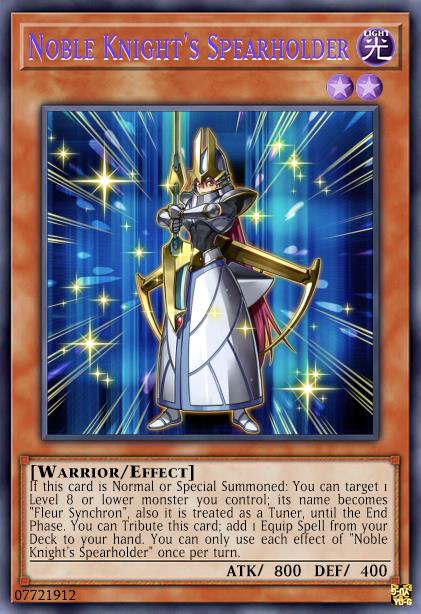 NOBLE KNIGHT'S SPEARHOLDER
LIGHT
光
[WARRIOR/EFFECT]
If this card is Normal or Special Summoned: You can target 1
Level 8 or lower monster you control; its name becomes
"Fleur Synchron", also it is treated as a Tuner, until the End
Phase. You can Tribute this card; add 1 Equip Spell from your
Deck to your hand. You can only use each effect of "Noble
Knight's Spearholder" once per turn.
ATK/ 800 DEF/ 400
07721912